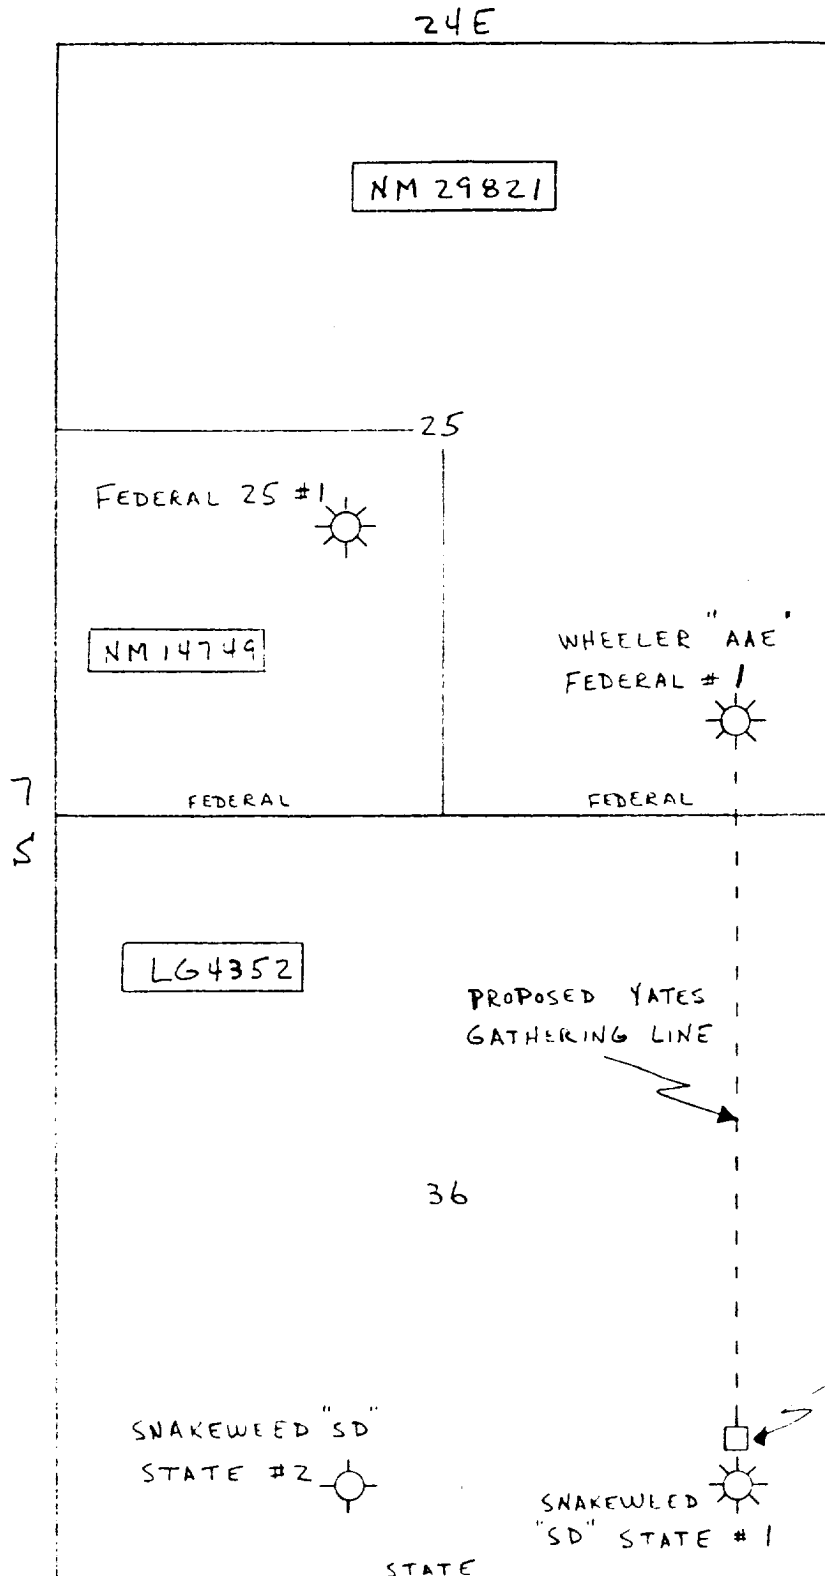 24E
NM 29821
25
FEDERAL 25 #1
NM 14749
WHEELER "AAE"
FEDERAL #1
7
S
FEDERAL
FEDERAL
LG4352
PROPOSED YATES
GATHERING LINE
36
SNAKEWEED "SD"
STATE #2
SNAKEWEED
"SD" STATE #1
STATE